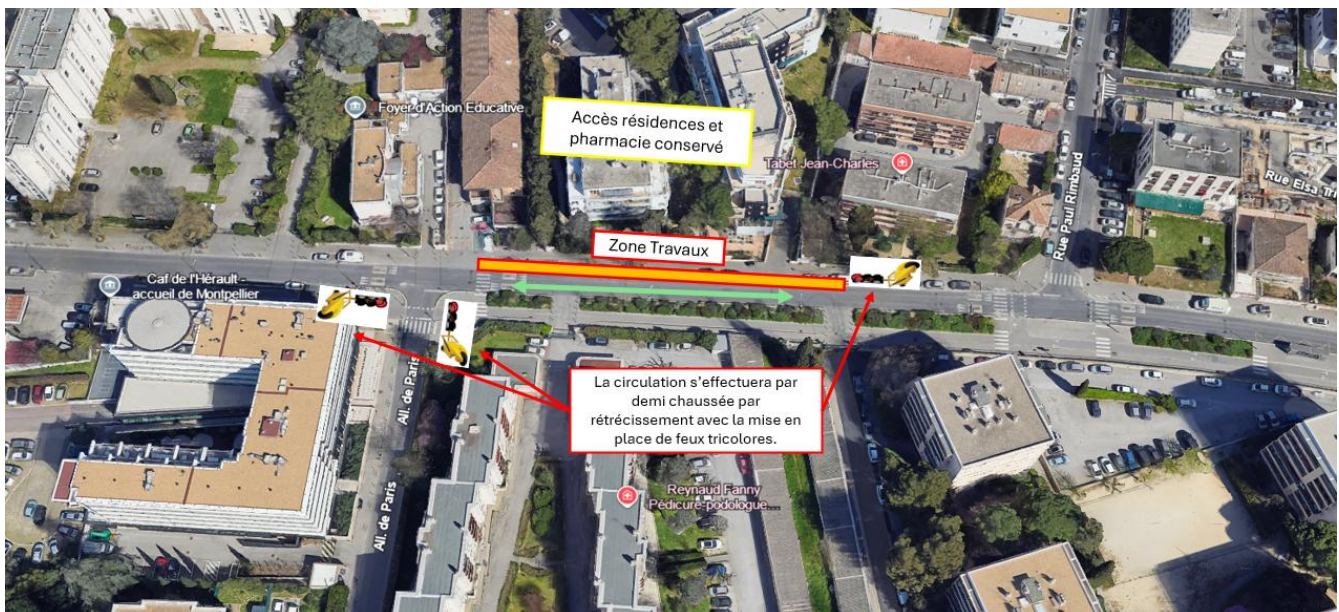 Foyer d'Action Educative
Accès résidences et
pharmacie conservé
Tabet Jean-Charles
Rue Paul Rimbaud
Rue Elsa
Zone Travaux
Caf de l'Hérault -
accueil de Montpellier
All. de Paris
La circulation s'effectuera par
demi chaussée par
rétrécissement avec la mise en
place de feux tricolores.
All. de Paris
Reynaud Fanny
Pédicure-podologue...